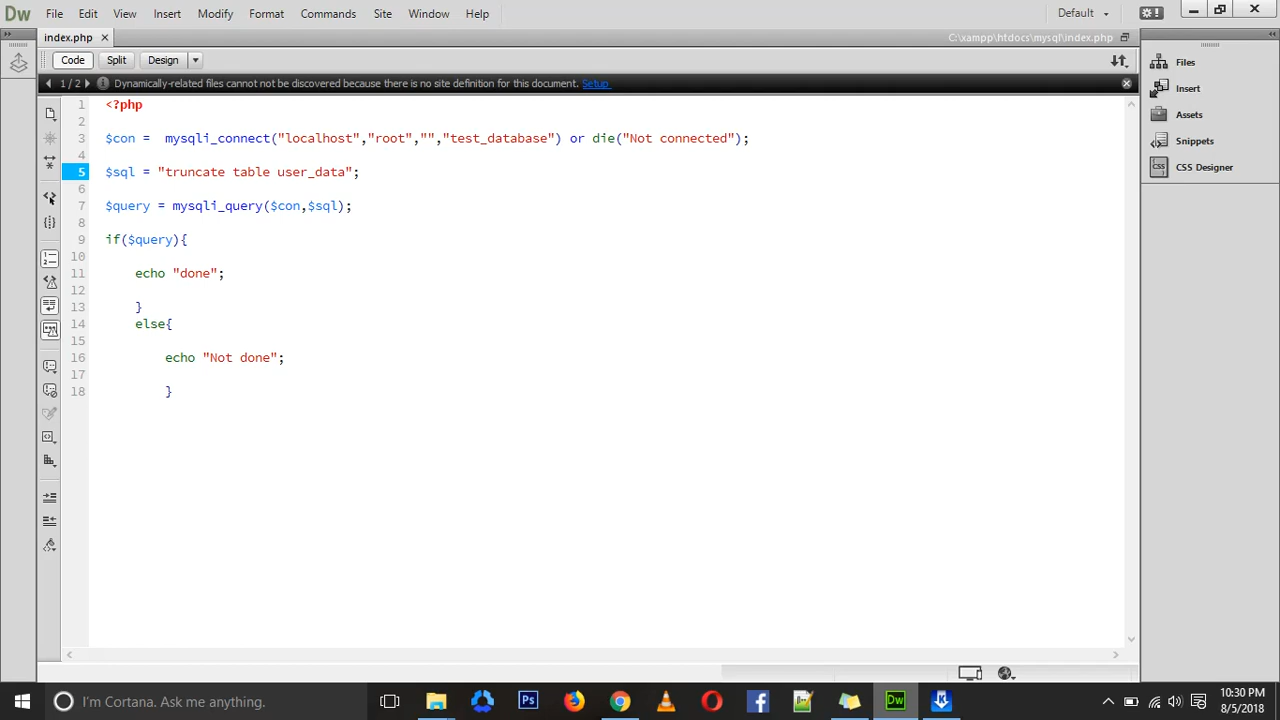 Dw File Edit View Insert Modify Format Commands Site Window Help Default
index.php C:\xampp\htdocs\mysql\index.php
Code Split Design
1 / 2 Dynamically-related files cannot not be discovered because there is no site definition for this document. Setup
1 <?php
2
3 $con =  mysqli_connect("localhost","root","","test_database") or die("Not connected");
4
5 $sql = "truncate table user_data";
6
7 $query = mysqli_query($con,$sql);
8
9 if($query){
10
11 echo "done";
12
13 }
14 else{
15
16 echo "Not done";
17
18 }
Files
Insert
Assets
Snippets
CSS CSS Designer
I'm Cortana. Ask me anything.
Ps
Dw
10:30 PM
8/5/2018